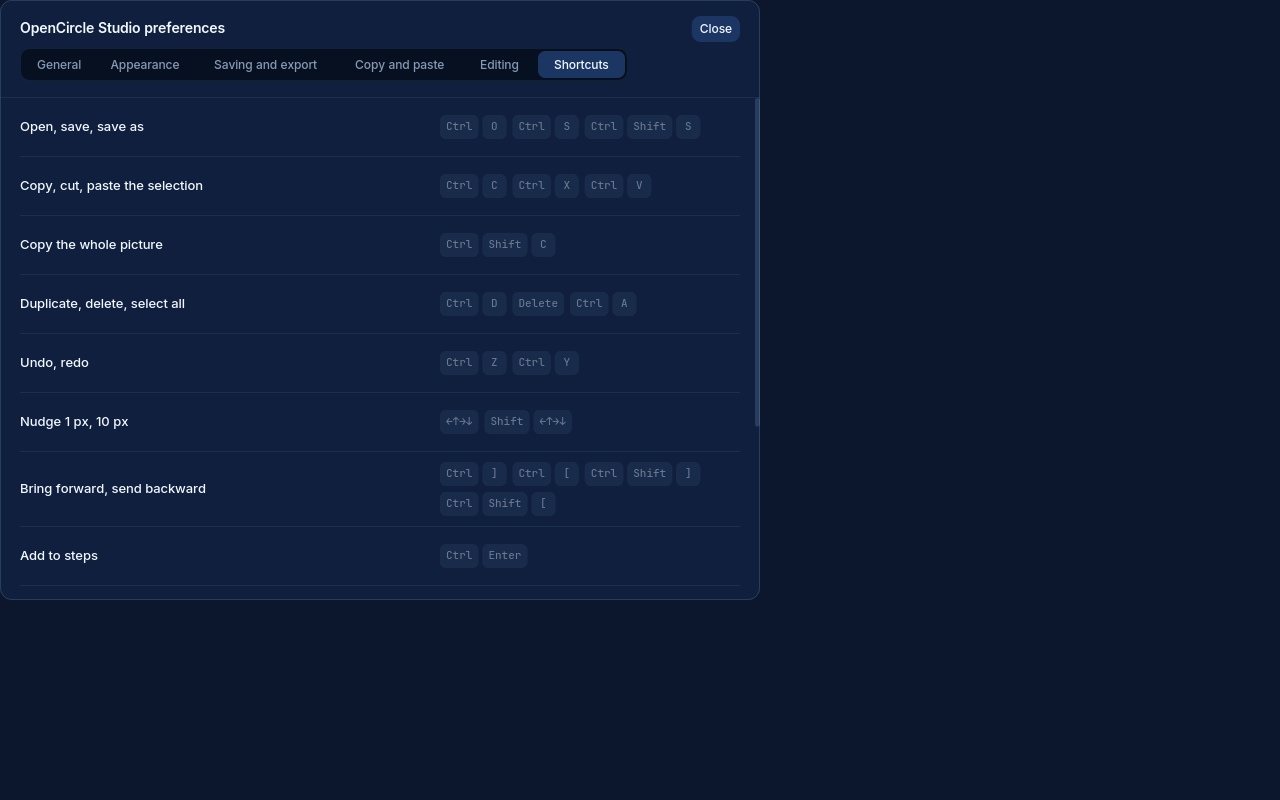 OpenCircle Studio preferences
Close
General Appearance Saving and export Copy and paste Editing Shortcuts
Open, save, save as Ctrl O Ctrl S Ctrl Shift S
Copy, cut, paste the selection Ctrl C Ctrl X Ctrl V
Copy the whole picture Ctrl Shift C
Duplicate, delete, select all Ctrl D Delete Ctrl A
Undo, redo Ctrl Z Ctrl Y
Nudge 1 px, 10 px ←↑→↓ Shift ←↑→↓
Bring forward, send backward Ctrl ] Ctrl [ Ctrl Shift ]
Ctrl Shift [
Add to steps Ctrl Enter